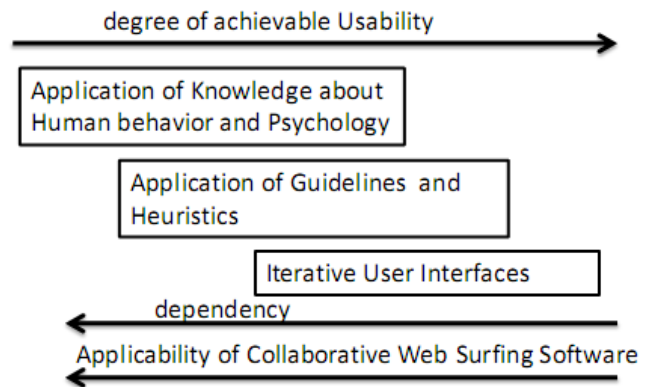 degree of achievable Usability
Application of Knowledge about
Human behavior and Psychology
Application of Guidelines and
Heuristics
Iterative User Interfaces
dependency
Applicability of Collaborative Web Surfing Software